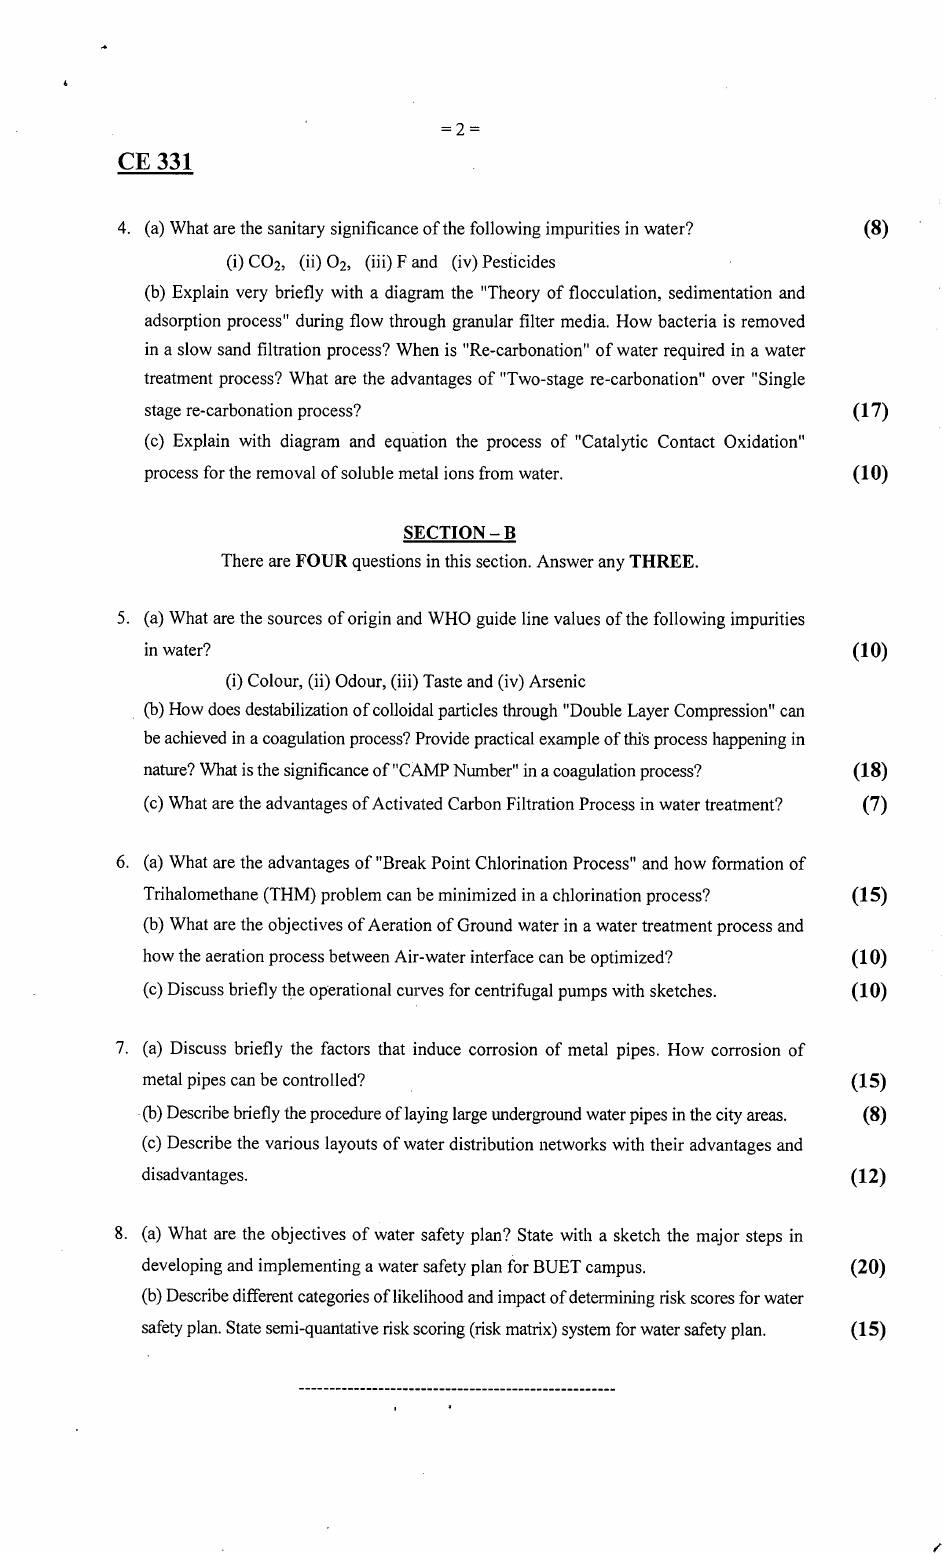 = 2 =
CE 331
4. (a) What are the sanitary significance of the following impurities in water? (8)
(i) CO2, (ii) O2, (iii) F and (iv) Pesticides
(b) Explain very briefly with a diagram the "Theory of flocculation, sedimentation and
adsorption process" during flow through granular filter media. How bacteria is removed
in a slow sand filtration process? When is "Re-carbonation" of water required in a water
treatment process? What are the advantages of "Two-stage re-carbonation" over "Single
stage re-carbonation process? (17)
(c) Explain with diagram and equation the process of "Catalytic Contact Oxidation"
process for the removal of soluble metal ions from water. (10)
SECTION – B
There are FOUR questions in this section. Answer any THREE.
5. (a) What are the sources of origin and WHO guide line values of the following impurities
in water? (10)
(i) Colour, (ii) Odour, (iii) Taste and (iv) Arsenic
(b) How does destabilization of colloidal particles through "Double Layer Compression" can
be achieved in a coagulation process? Provide practical example of this process happening in
nature? What is the significance of "CAMP Number" in a coagulation process? (18)
(c) What are the advantages of Activated Carbon Filtration Process in water treatment? (7)
6. (a) What are the advantages of "Break Point Chlorination Process" and how formation of
Trihalomethane (THM) problem can be minimized in a chlorination process? (15)
(b) What are the objectives of Aeration of Ground water in a water treatment process and
how the aeration process between Air-water interface can be optimized? (10)
(c) Discuss briefly the operational curves for centrifugal pumps with sketches. (10)
7. (a) Discuss briefly the factors that induce corrosion of metal pipes. How corrosion of
metal pipes can be controlled? (15)
(b) Describe briefly the procedure of laying large underground water pipes in the city areas. (8)
(c) Describe the various layouts of water distribution networks with their advantages and
disadvantages. (12)
8. (a) What are the objectives of water safety plan? State with a sketch the major steps in
developing and implementing a water safety plan for BUET campus. (20)
(b) Describe different categories of likelihood and impact of determining risk scores for water
safety plan. State semi-quantitative risk scoring (risk matrix) system for water safety plan. (15)
----------------------------------------------------